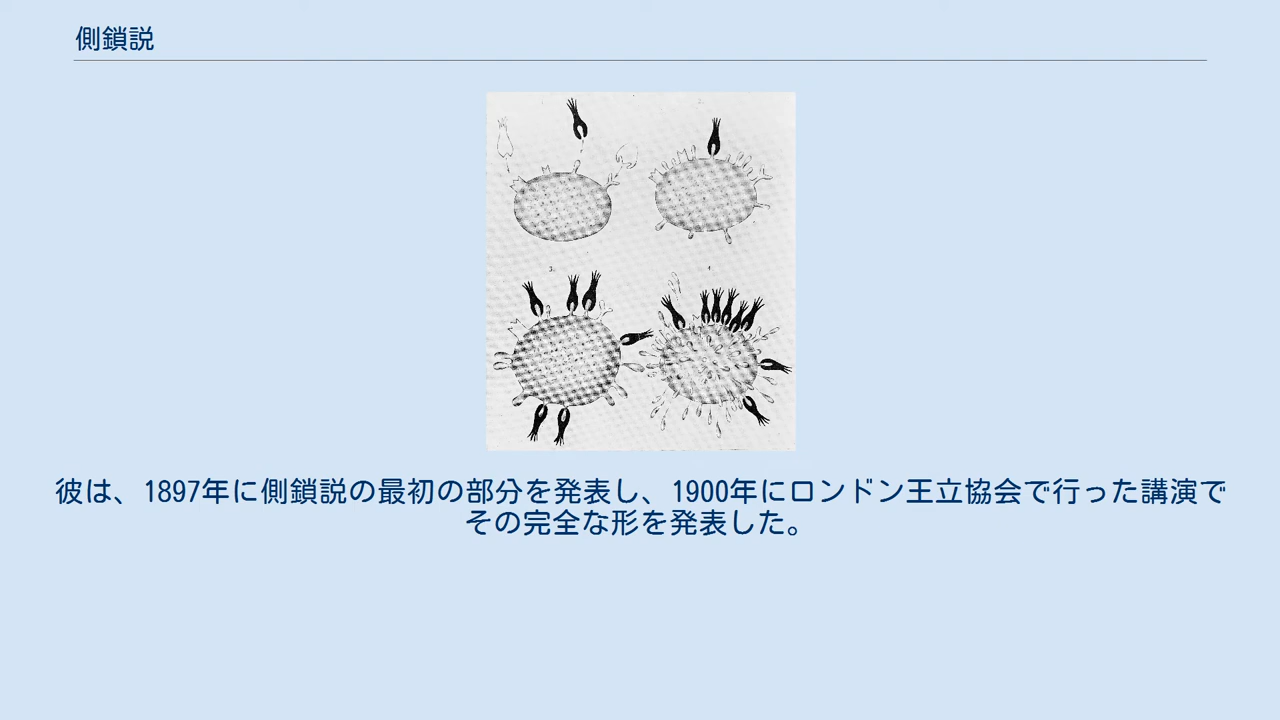 側鎖説
彼は、1897年に側鎖説の最初の部分を発表し、1900年にロンドン王立協会で行った講演で
その完全な形を発表した。